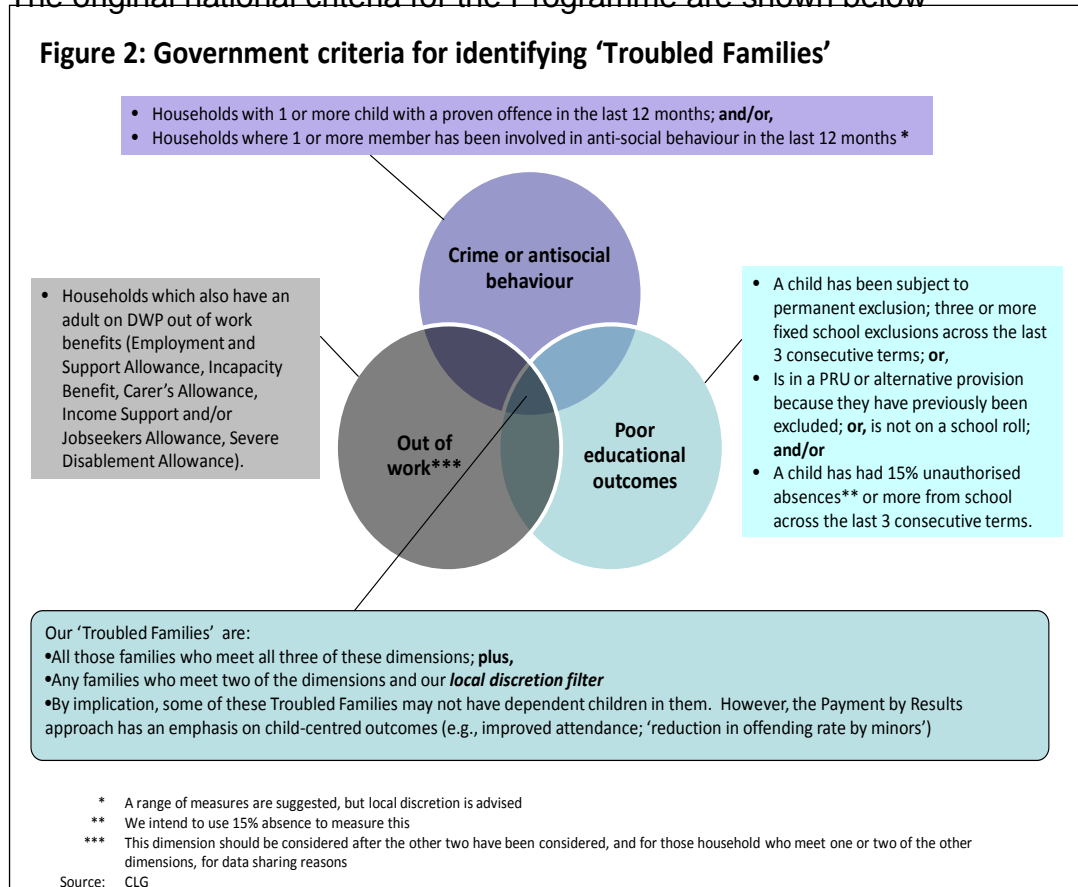 The original national criteria for the Programme are shown below
Figure 2: Government criteria for identifying ‘Troubled Families’
• Households with 1 or more child with a proven offence in the last 12 months; and/or,
• Households where 1 or more member has been involved in anti-social behaviour in the last 12 months *
Crime or antisocial
behaviour
• Households which also have an
adult on DWP out of work
benefits (Employment and
Support Allowance, Incapacity
Benefit, Carer’s Allowance,
Income Support and/or
Jobseekers Allowance, Severe
Disablement Allowance).
Out of
work***
Poor
educational
outcomes
• A child has been subject to
permanent exclusion; three or more
fixed school exclusions across the last
3 consecutive terms; or,
• Is in a PRU or alternative provision
because they have previously been
excluded; or, is not on a school roll;
and/or
• A child has had 15% unauthorised
absences** or more from school
across the last 3 consecutive terms.
Our ‘Troubled Families’ are:
•All those families who meet all three of these dimensions; plus,
•Any families who meet two of the dimensions and our local discretion filter
•By implication, some of these Troubled Families may not have dependent children in them. However, the Payment by Results
approach has an emphasis on child-centred outcomes (e.g., improved attendance; ‘reduction in offending rate by minors’)
* A range of measures are suggested, but local discretion is advised
** We intend to use 15% absence to measure this
*** This dimension should be considered after the other two have been considered, and for those household who meet one or two of the other
dimensions, for data sharing reasons
Source: CLG